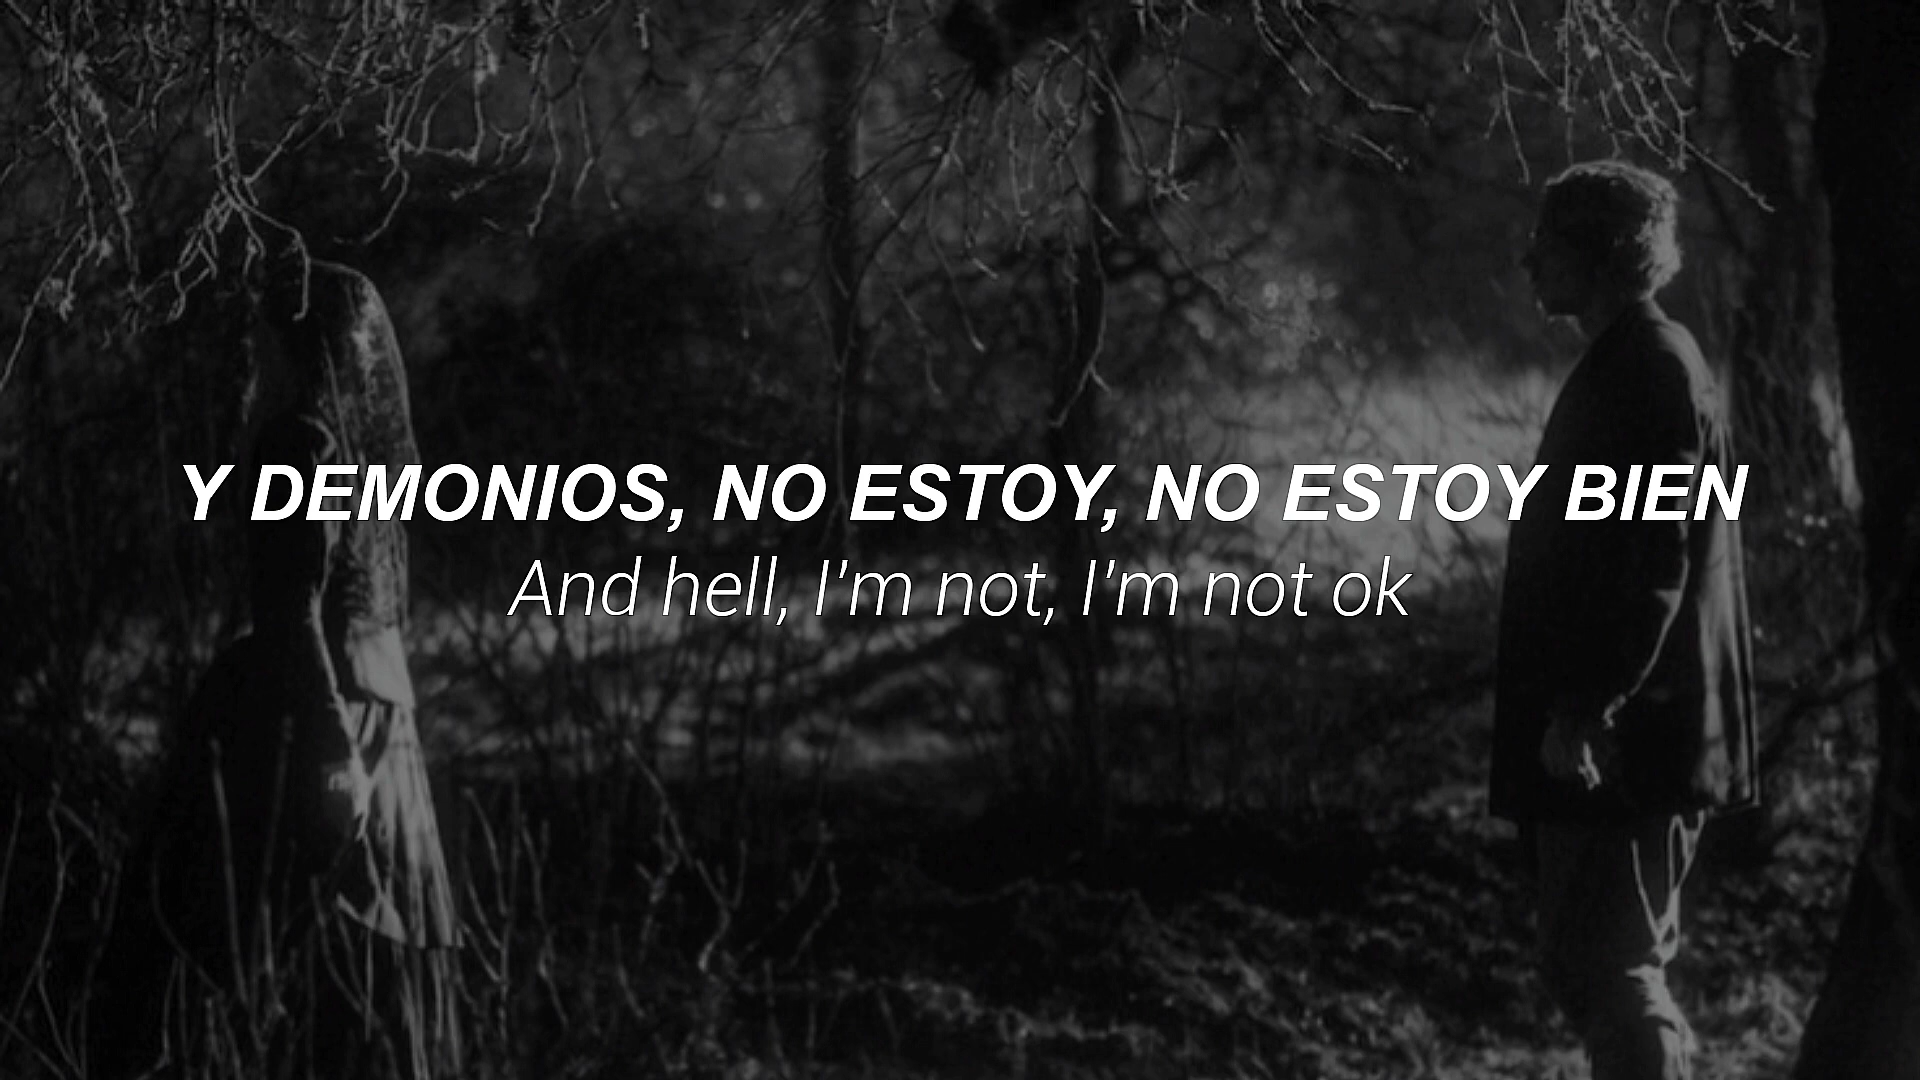 Y DEMONIOS, NO ESTOY, NO ESTOY BIEN
And hell, I'm not, I'm not ok